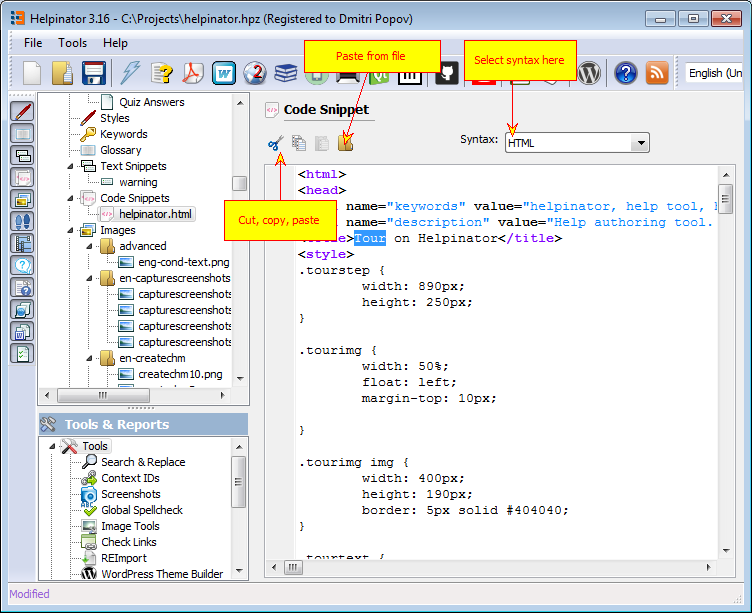 Helpinator 3.16 - C:\Projects\helpinator.hpz (Registered to Dmitri Popov)
File Tools Help
Paste from file
Select syntax here
English (Un
Quiz Answers
Styles
Keywords
Glossary
Text Snippets
warning
Code Snippets
helpinator.html
Images
advanced
eng-cond-text.png
en-capturescreenshots
capturescreenshots
capturescreenshots
capturescreenshots
capturescreenshots
en-createchm
createchm10.png
Tools & Reports
Tools
Search & Replace
Context IDs
Screenshots
Global Spellcheck
Image Tools
Check Links
REImport
WordPress Theme Builder
Code Snippet
Syntax: HTML
Cut, copy, paste
<html>
<head>
name="keywords" value="helpinator, help tool,
name="description" value="Help authoring tool.
>Tour on Helpinator</title>
<style>
.tourstep {
width: 890px;
height: 250px;
}
.tourimg {
width: 50%;
float: left;
margin-top: 10px;
}
.tourimg img {
width: 400px;
height: 190px;
border: 5px solid #404040;
}
.tourtext {
Modified